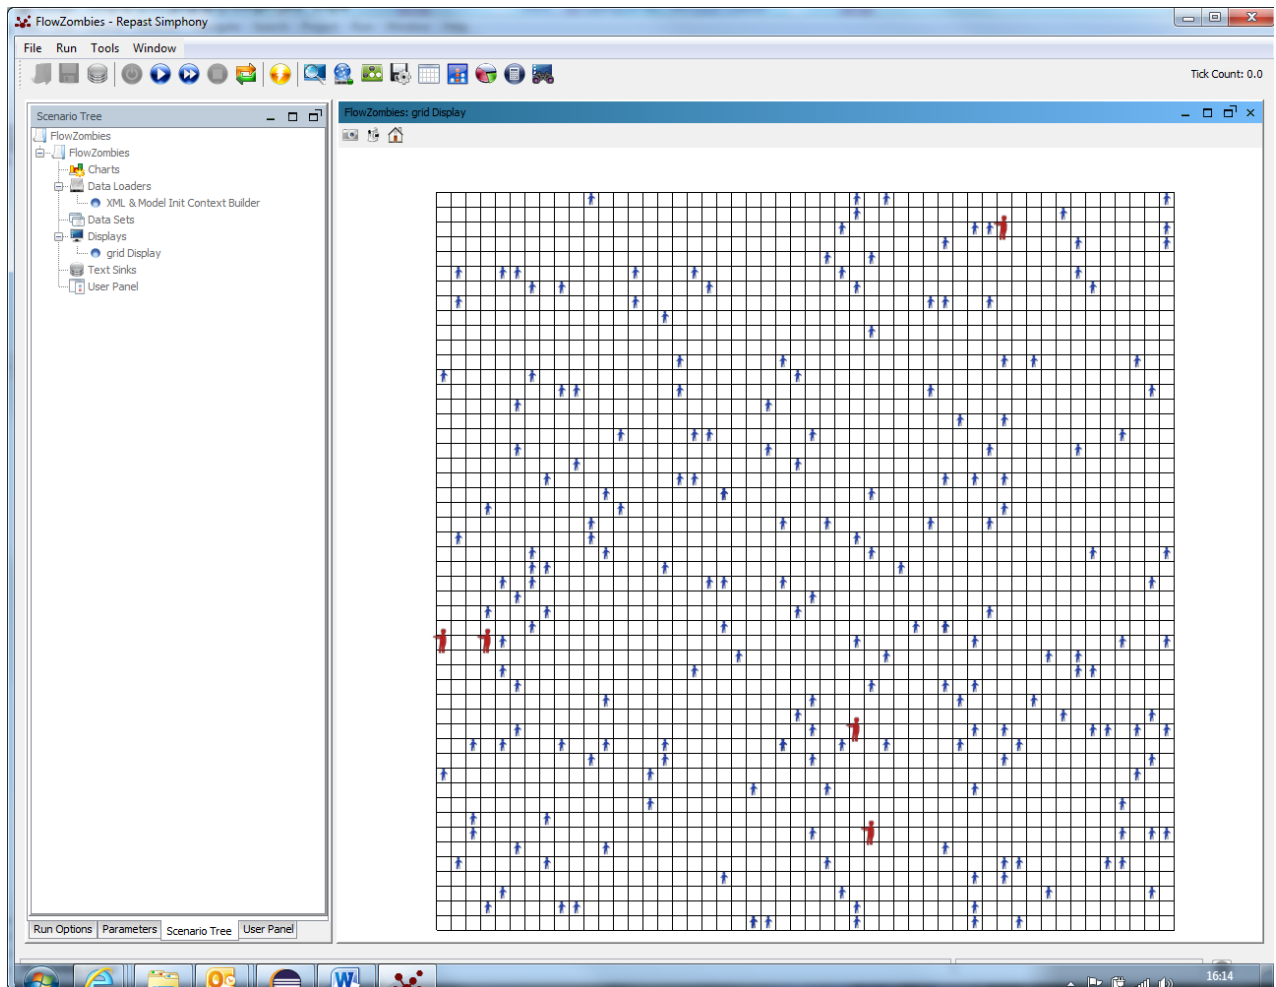 FlowZombies - Repast Simphony
File Run Tools Window
Tick Count: 0.0
Scenario Tree
FlowZombies
FlowZombies
Charts
Data Loaders
XML & Model Init Context Builder
Data Sets
Displays
grid Display
Text Sinks
User Panel
Run Options Parameters Scenario Tree User Panel
FlowZombies: grid Display
16:14